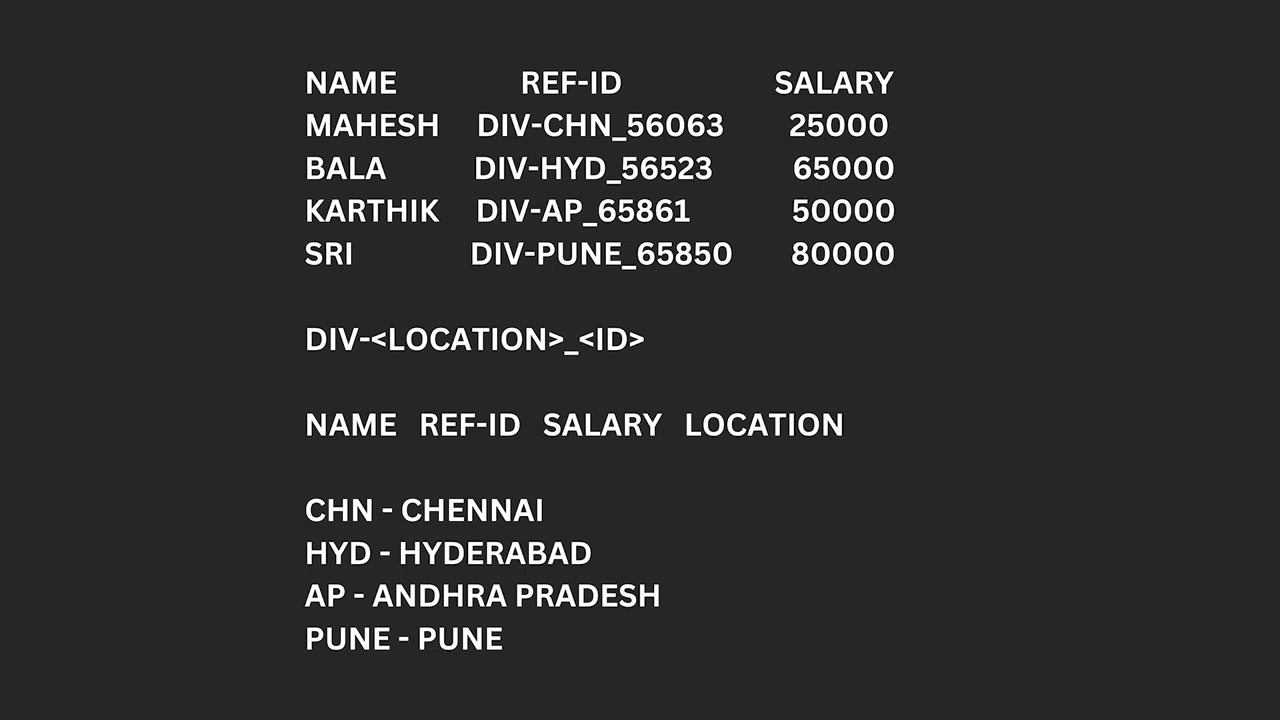 NAME REF-ID SALARY
MAHESH DIV-CHN_56063 25000
BALA DIV-HYD_56523 65000
KARTHIK DIV-AP_65861 50000
SRI DIV-PUNE_65850 80000
DIV-<LOCATION>_<ID>
NAME REF-ID SALARY LOCATION
CHN - CHENNAI
HYD - HYDERABAD
AP - ANDHRA PRADESH
PUNE - PUNE